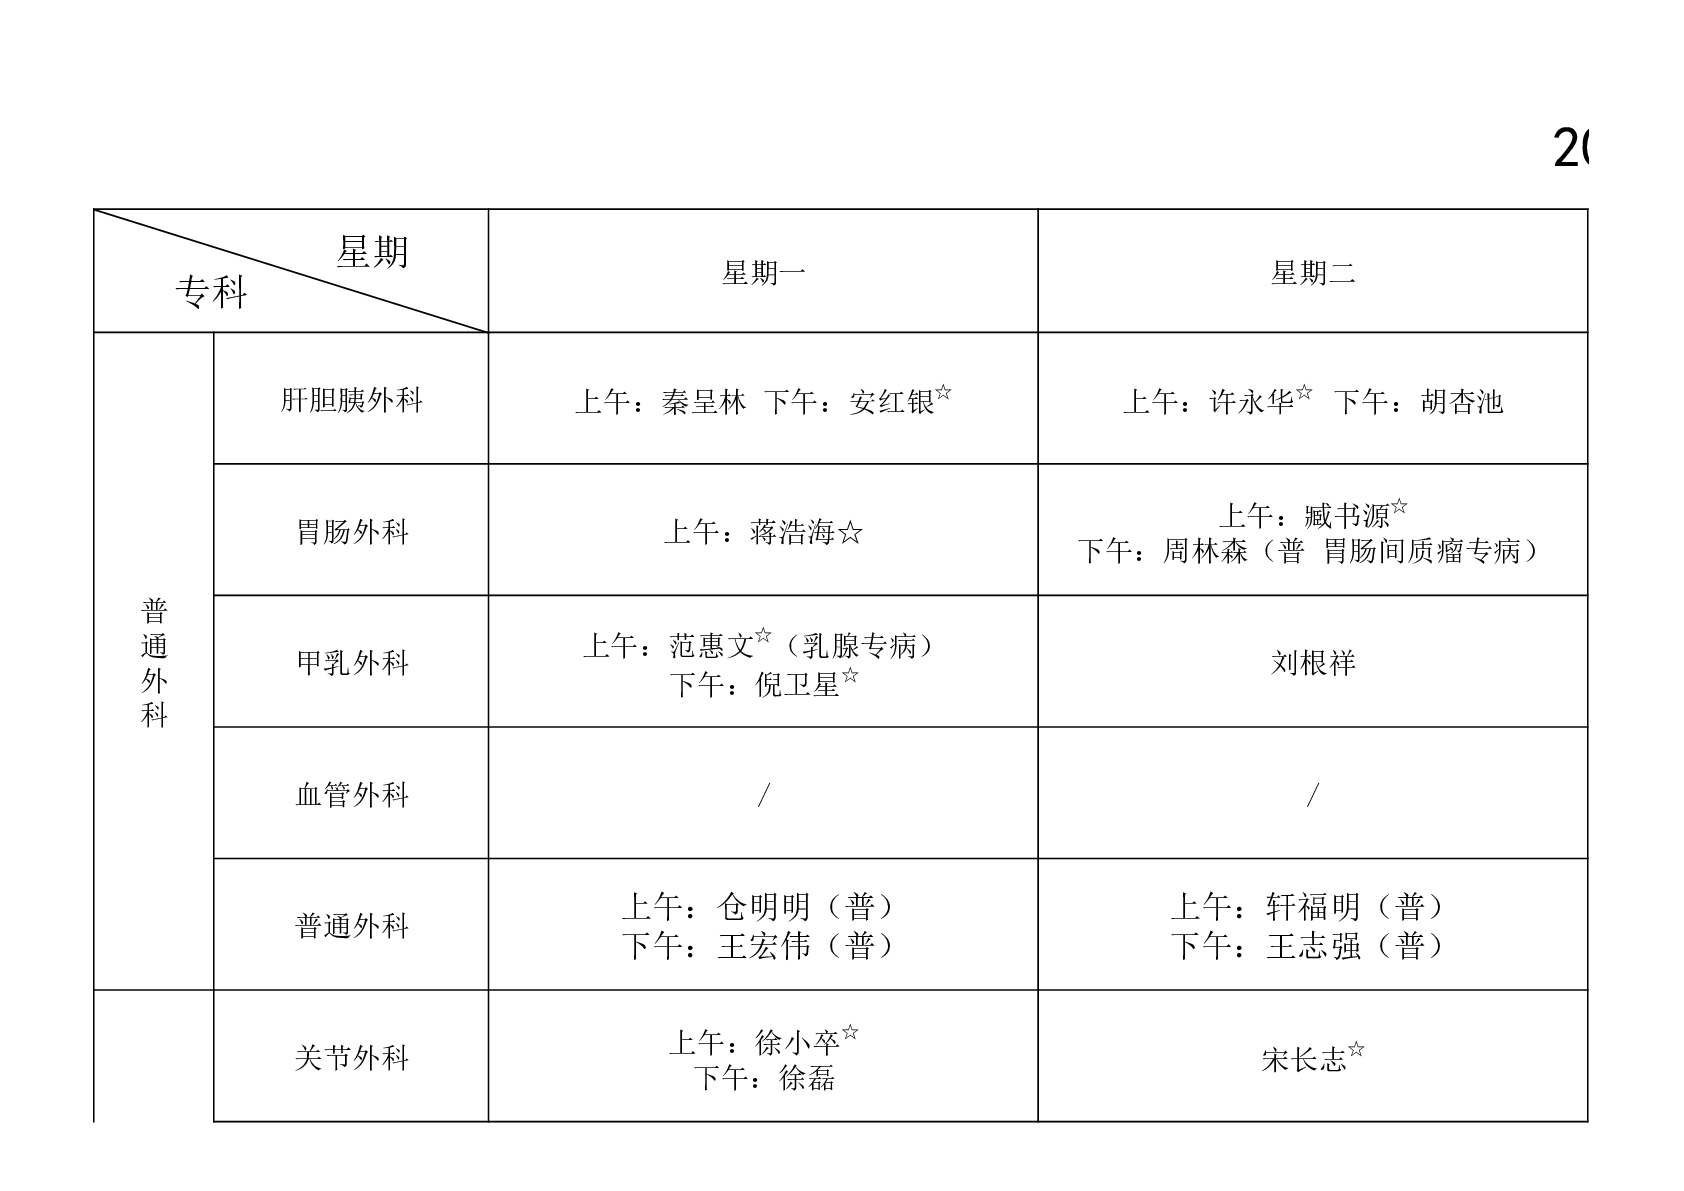 20
星期
专科
星期一
星期二
普
通
外
科
肝胆胰外科
上午：秦呈林 下午：安红银☆
上午：许永华☆ 下午：胡杏池
胃肠外科
上午：蒋浩海☆
上午：臧书源☆
下午：周林森（普 胃肠间质瘤专病）
甲乳外科
上午：范惠文☆（乳腺专病）
下午：倪卫星☆
刘根祥
血管外科
/
/
普通外科
上午：仓明明（普）
下午：王宏伟（普）
上午：轩福明（普）
下午：王志强（普）
关节外科
上午：徐小卒☆
下午：徐磊
宋长志☆